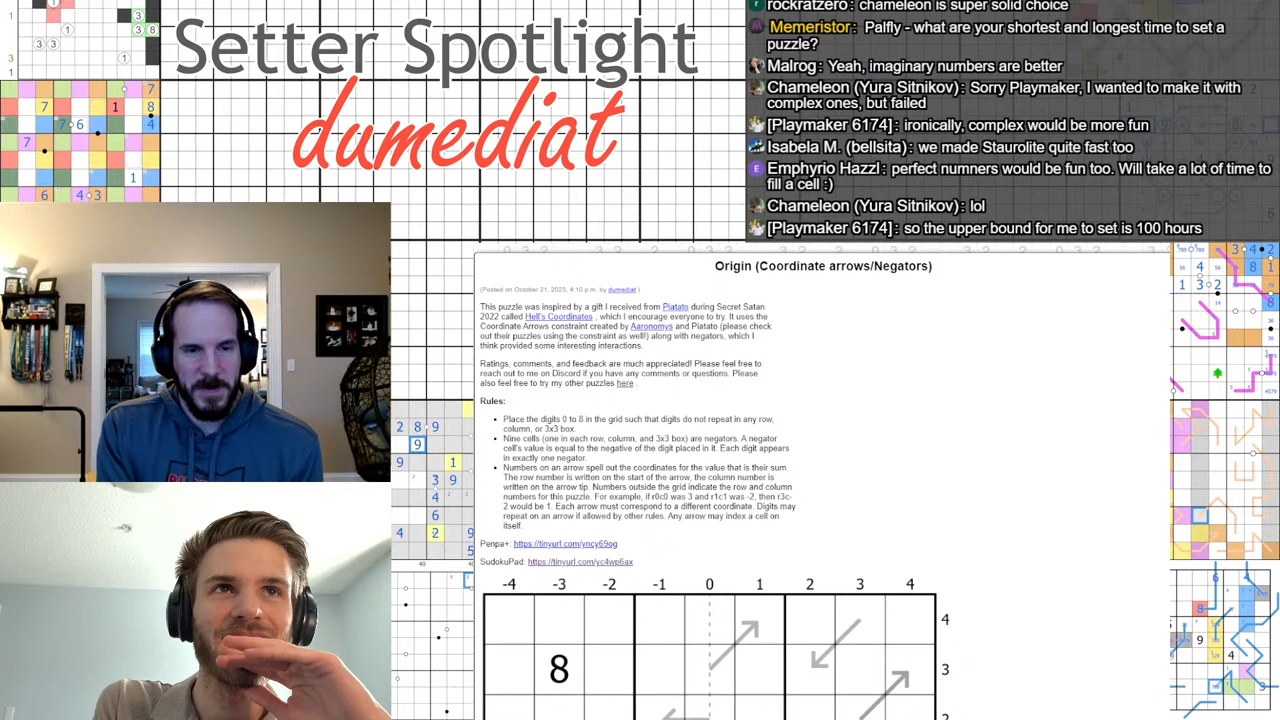 Setter Spotlight
dumediat
rockratzero: chameleon is super solid choice
Memeristor: Palfly - what are your shortest and longest time to set a
puzzle?
Malrog: Yeah, imaginary numbers are better
Chameleon (Yura Sitnikov): Sorry Playmaker, I wanted to make it with
complex ones, but failed
[Playmaker 6174]: ironically, complex would be more fun
Isabela M. (bellsita): we made Staurolite quite fast too
Emphyrio Hazzl: perfect numners would be fun too. Will take a lot of time to
fill a cell :)
Chameleon (Yura Sitnikov): lol
[Playmaker 6174]: so the upper bound for me to set is 100 hours
Origin (Coordinate arrows/Negators)
(Posted on October 21, 2023, 4:10 p.m. by dumediat )
This puzzle was inspired by a gift I received from Piatato during Secret Satan
2022 called Hell's Coordinates , which I encourage everyone to try. It uses the
Coordinate Arrows constraint created by Aaronomys and Piatato (please check
out their puzzles using the constraint as well!) along with negators, which I
think provided some interesting interactions.
Ratings, comments, and feedback are much appreciated! Please feel free to
reach out to me on Discord if you have any comments or questions. Please
also feel free to try my other puzzles here .
Rules:
Place the digits 0 to 8 in the grid such that digits do not repeat in any row,
column, or 3x3 box.
Nine cells (one in each row, column, and 3x3 box) are negators. A negator
cell's value is equal to the negative of the digit placed in it. Each digit appears
in exactly one negator.
Numbers on an arrow spell out the coordinates for the value that is their sum.
The row number is written on the start of the arrow, the column number is
written on the arrow tip. Numbers outside the grid indicate the row and column
numbers for this puzzle. For example, if r0c0 was 3 and r1c1 was -2, then r3c-
2 would be 1. Each arrow must correspond to a different coordinate. Digits may
repeat on an arrow if allowed by other rules. Any arrow may index a cell on
itself.
Penpa+: https://tinyurl.com/yncy69og
SudokuPad: https://tinyurl.com/yc4wp6ax
-4 -3 -2 -1 0 1 2 3 4
4
8 3